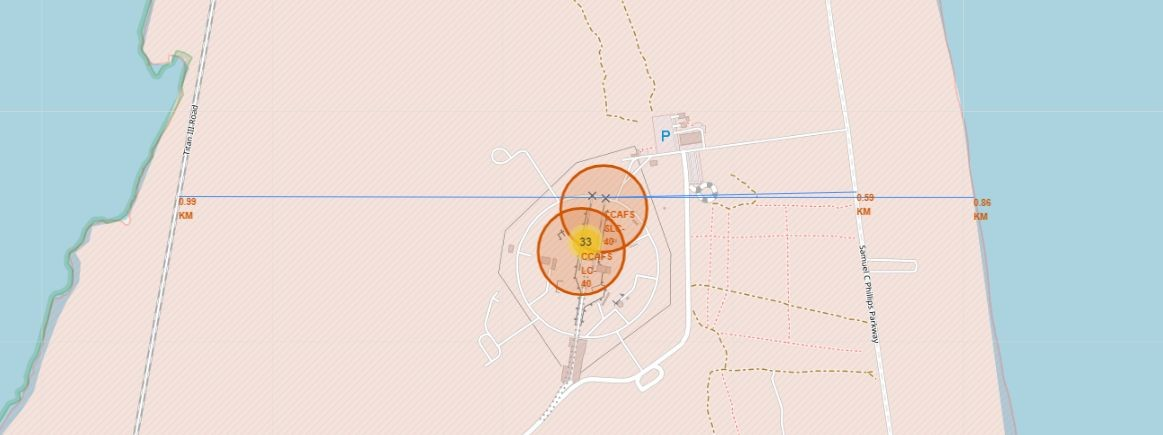 P
Titan III Road
0.99
KM
0.59
KM
0.86
KM
CCAFS
SLC-
40
33
CCAFS
LC-
40
Samuel C Phillips Parkway